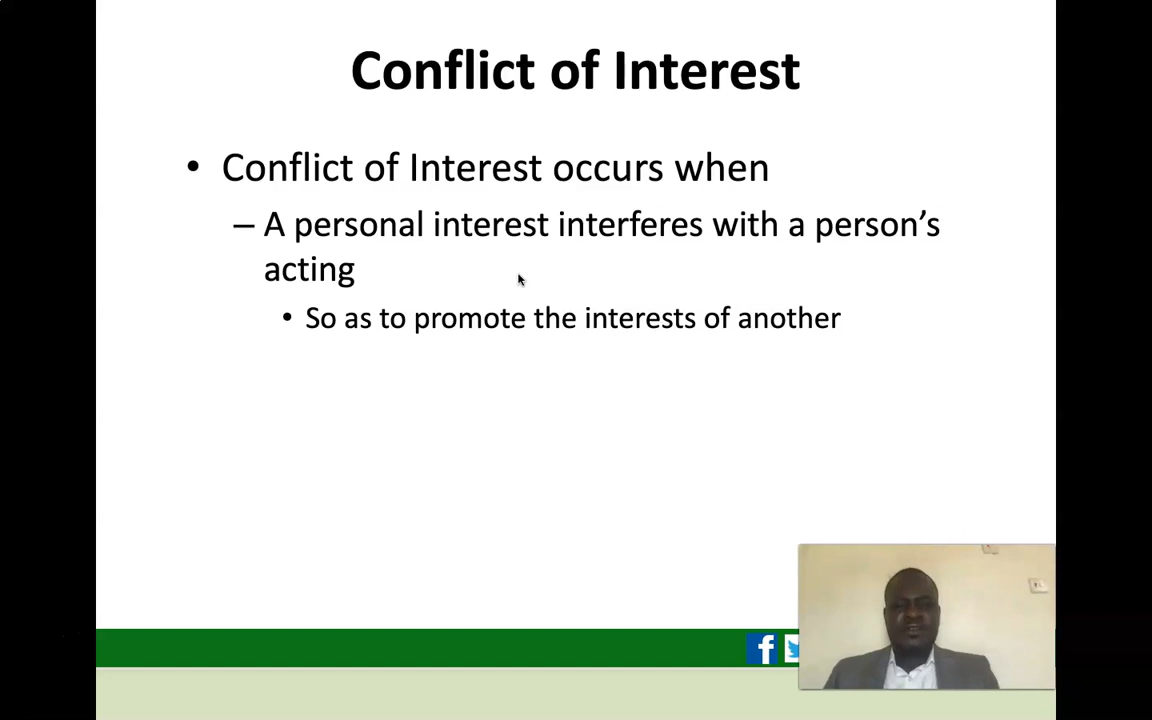 Conflict of Interest
• Conflict of Interest occurs when
– A personal interest interferes with a person’s
acting
• So as to promote the interests of another